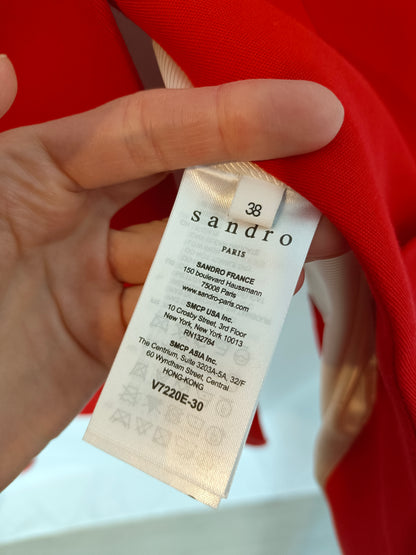 38
sandro
PARIS
SANDRO FRANCE
150 boulevard Haussmann
75008 Paris
www.sandro-paris.com
SMCP USA Inc.
10 Crosby Street, 3rd Floor
New York, New York 10013
RN132784
SMCP ASIA Inc.
The Centrium, Suite 3203A-5A, 32/F
60 Wyndham Street, Central
HONG-KONG
V7220E-30